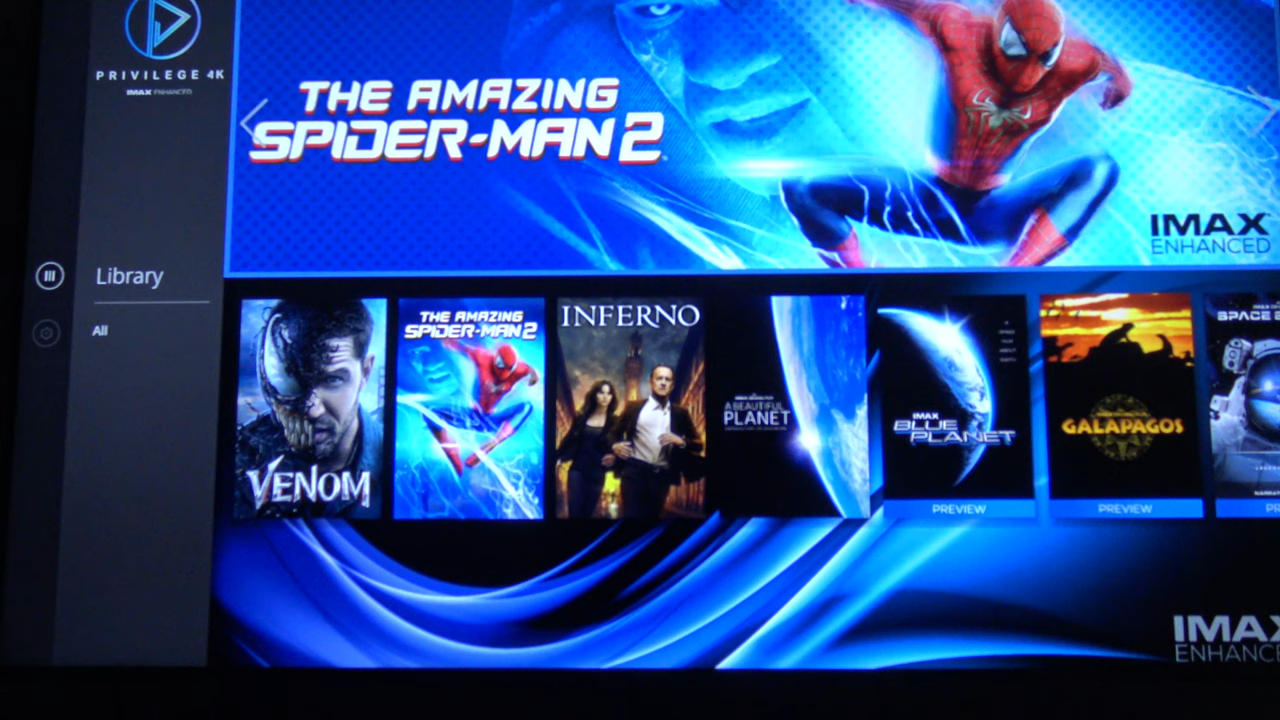 PRIVILEGE 4K
IMAX ENHANCED
THE AMAZING
SPIDER-MAN 2
IMAX
ENHANCED
Library
All
VENOM
THE AMAZING
SPIDER-MAN 2
INFERNO
A BEAUTIFUL
PLANET
IMAX
BLUE
PLANET
PREVIEW
GALAPAGOS
PREVIEW
SPACE
IMAX
ENHANCE